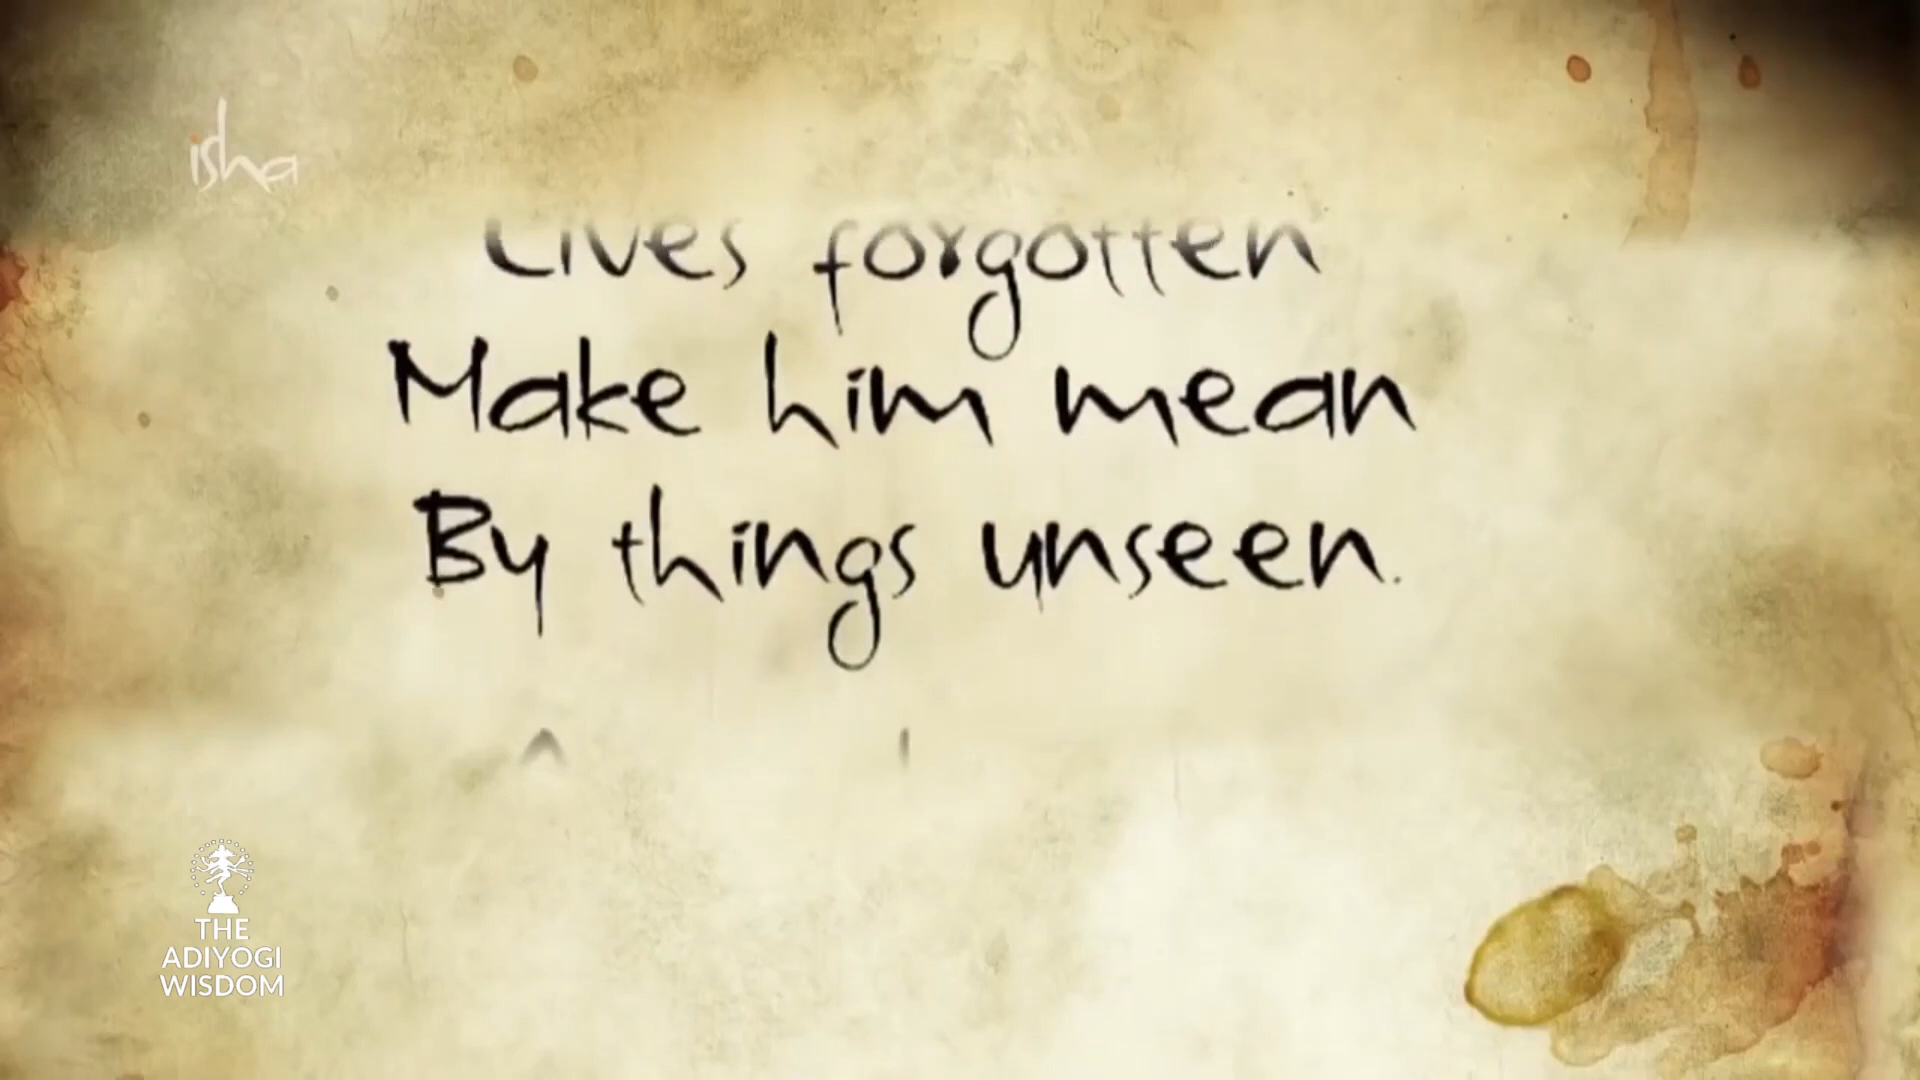 isha
Lives forgotten
Make him mean
By things unseen.
THE
ADIYOGI
WISDOM